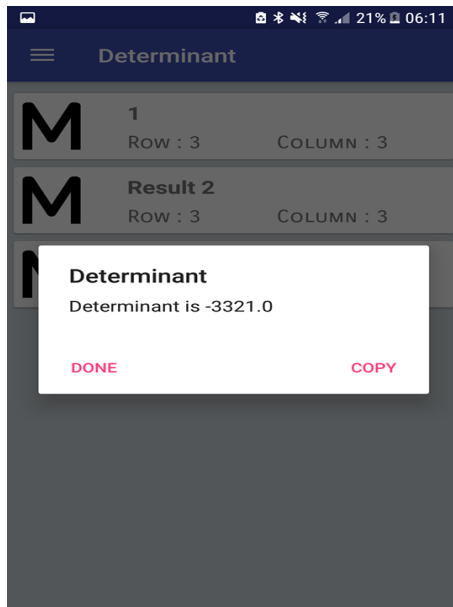 21% 06:11
Determinant
M 1
Row : 3 Column : 3
M Result 2
Row : 3 Column : 3
Determinant
Determinant is -3321.0
DONE COPY